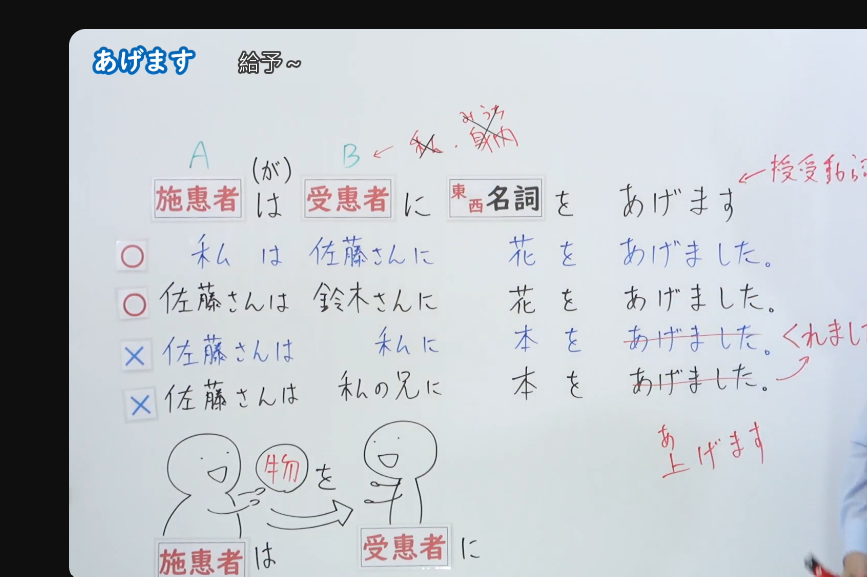 あげます 給予~
みうち
A (が) B ← 私・身内
施惠者 は 受惠者 に 東西名詞 を あげます ← 授受動詞
○ 私 は 佐藤さんに 花 を あげました。
○ 佐藤さんは 鈴木さんに 花 を あげました。
× 佐藤さんは 私に 本 を あげました。くれまし
× 佐藤さんは 私の兄に 本 を あげました。
あ
上げます
物 を
施惠者 は 受惠者 に